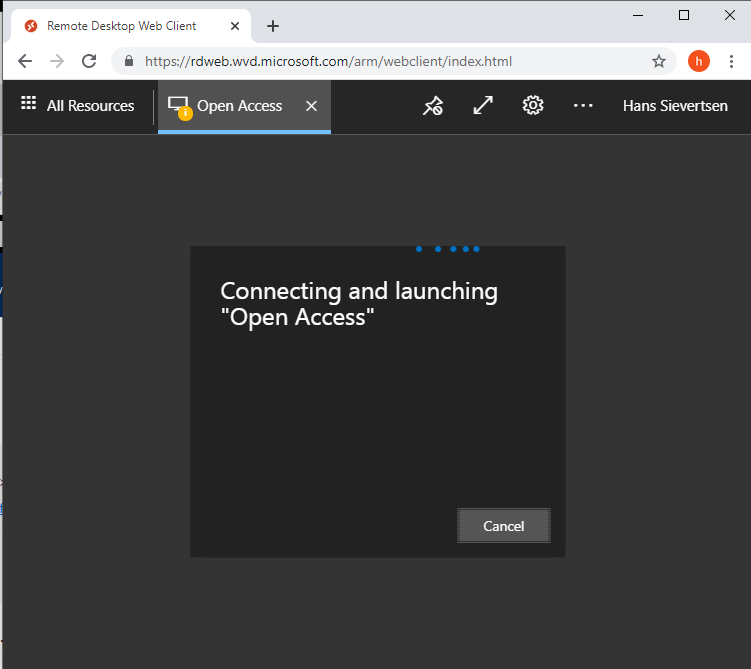 Remote Desktop Web Client
https://rdweb.wvd.microsoft.com/arm/webclient/index.html
h
All Resources
Open Access
Hans Sievertsen
Connecting and launching
"Open Access"
Cancel